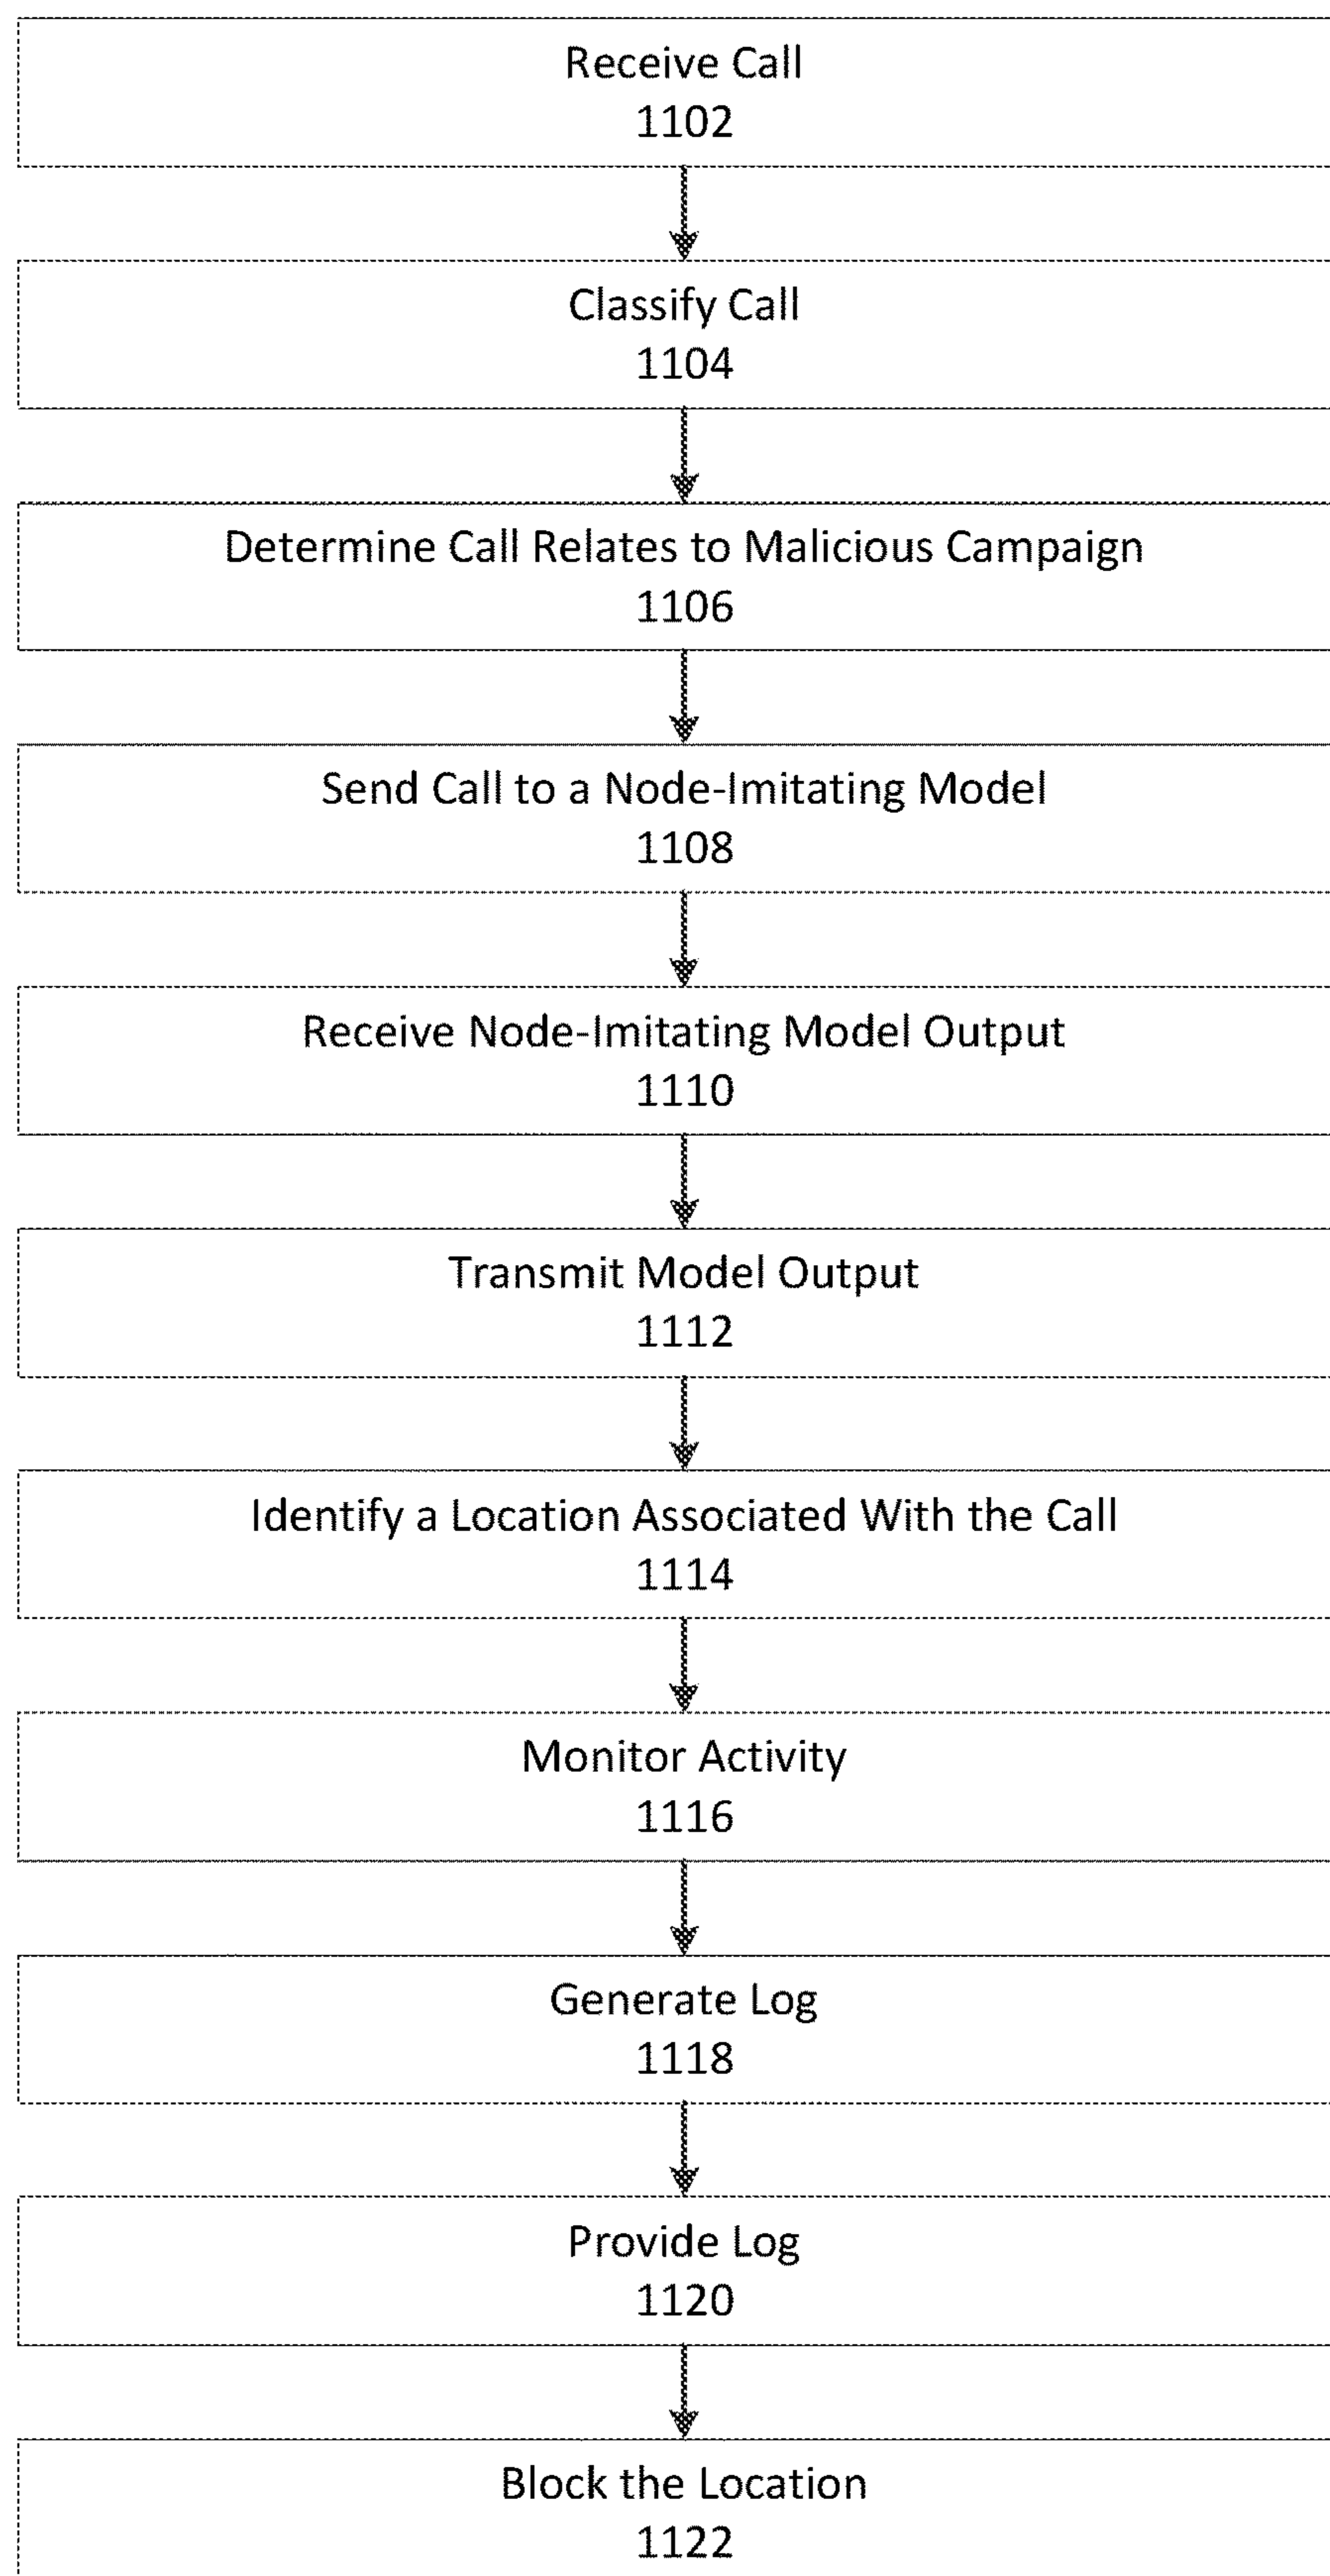 Receive Call
1102
Classify Call
1104
Determine Call Relates to Malicious Campaign
1106
Send Call to a Node-Imitating Model
1108
Receive Node-Imitating Model Output
1110
Transmit Model Output
1112
Identify a Location Associated With the Call
1114
Monitor Activity
1116
Generate Log
1118
Provide Log
1120
Block the Location
1122